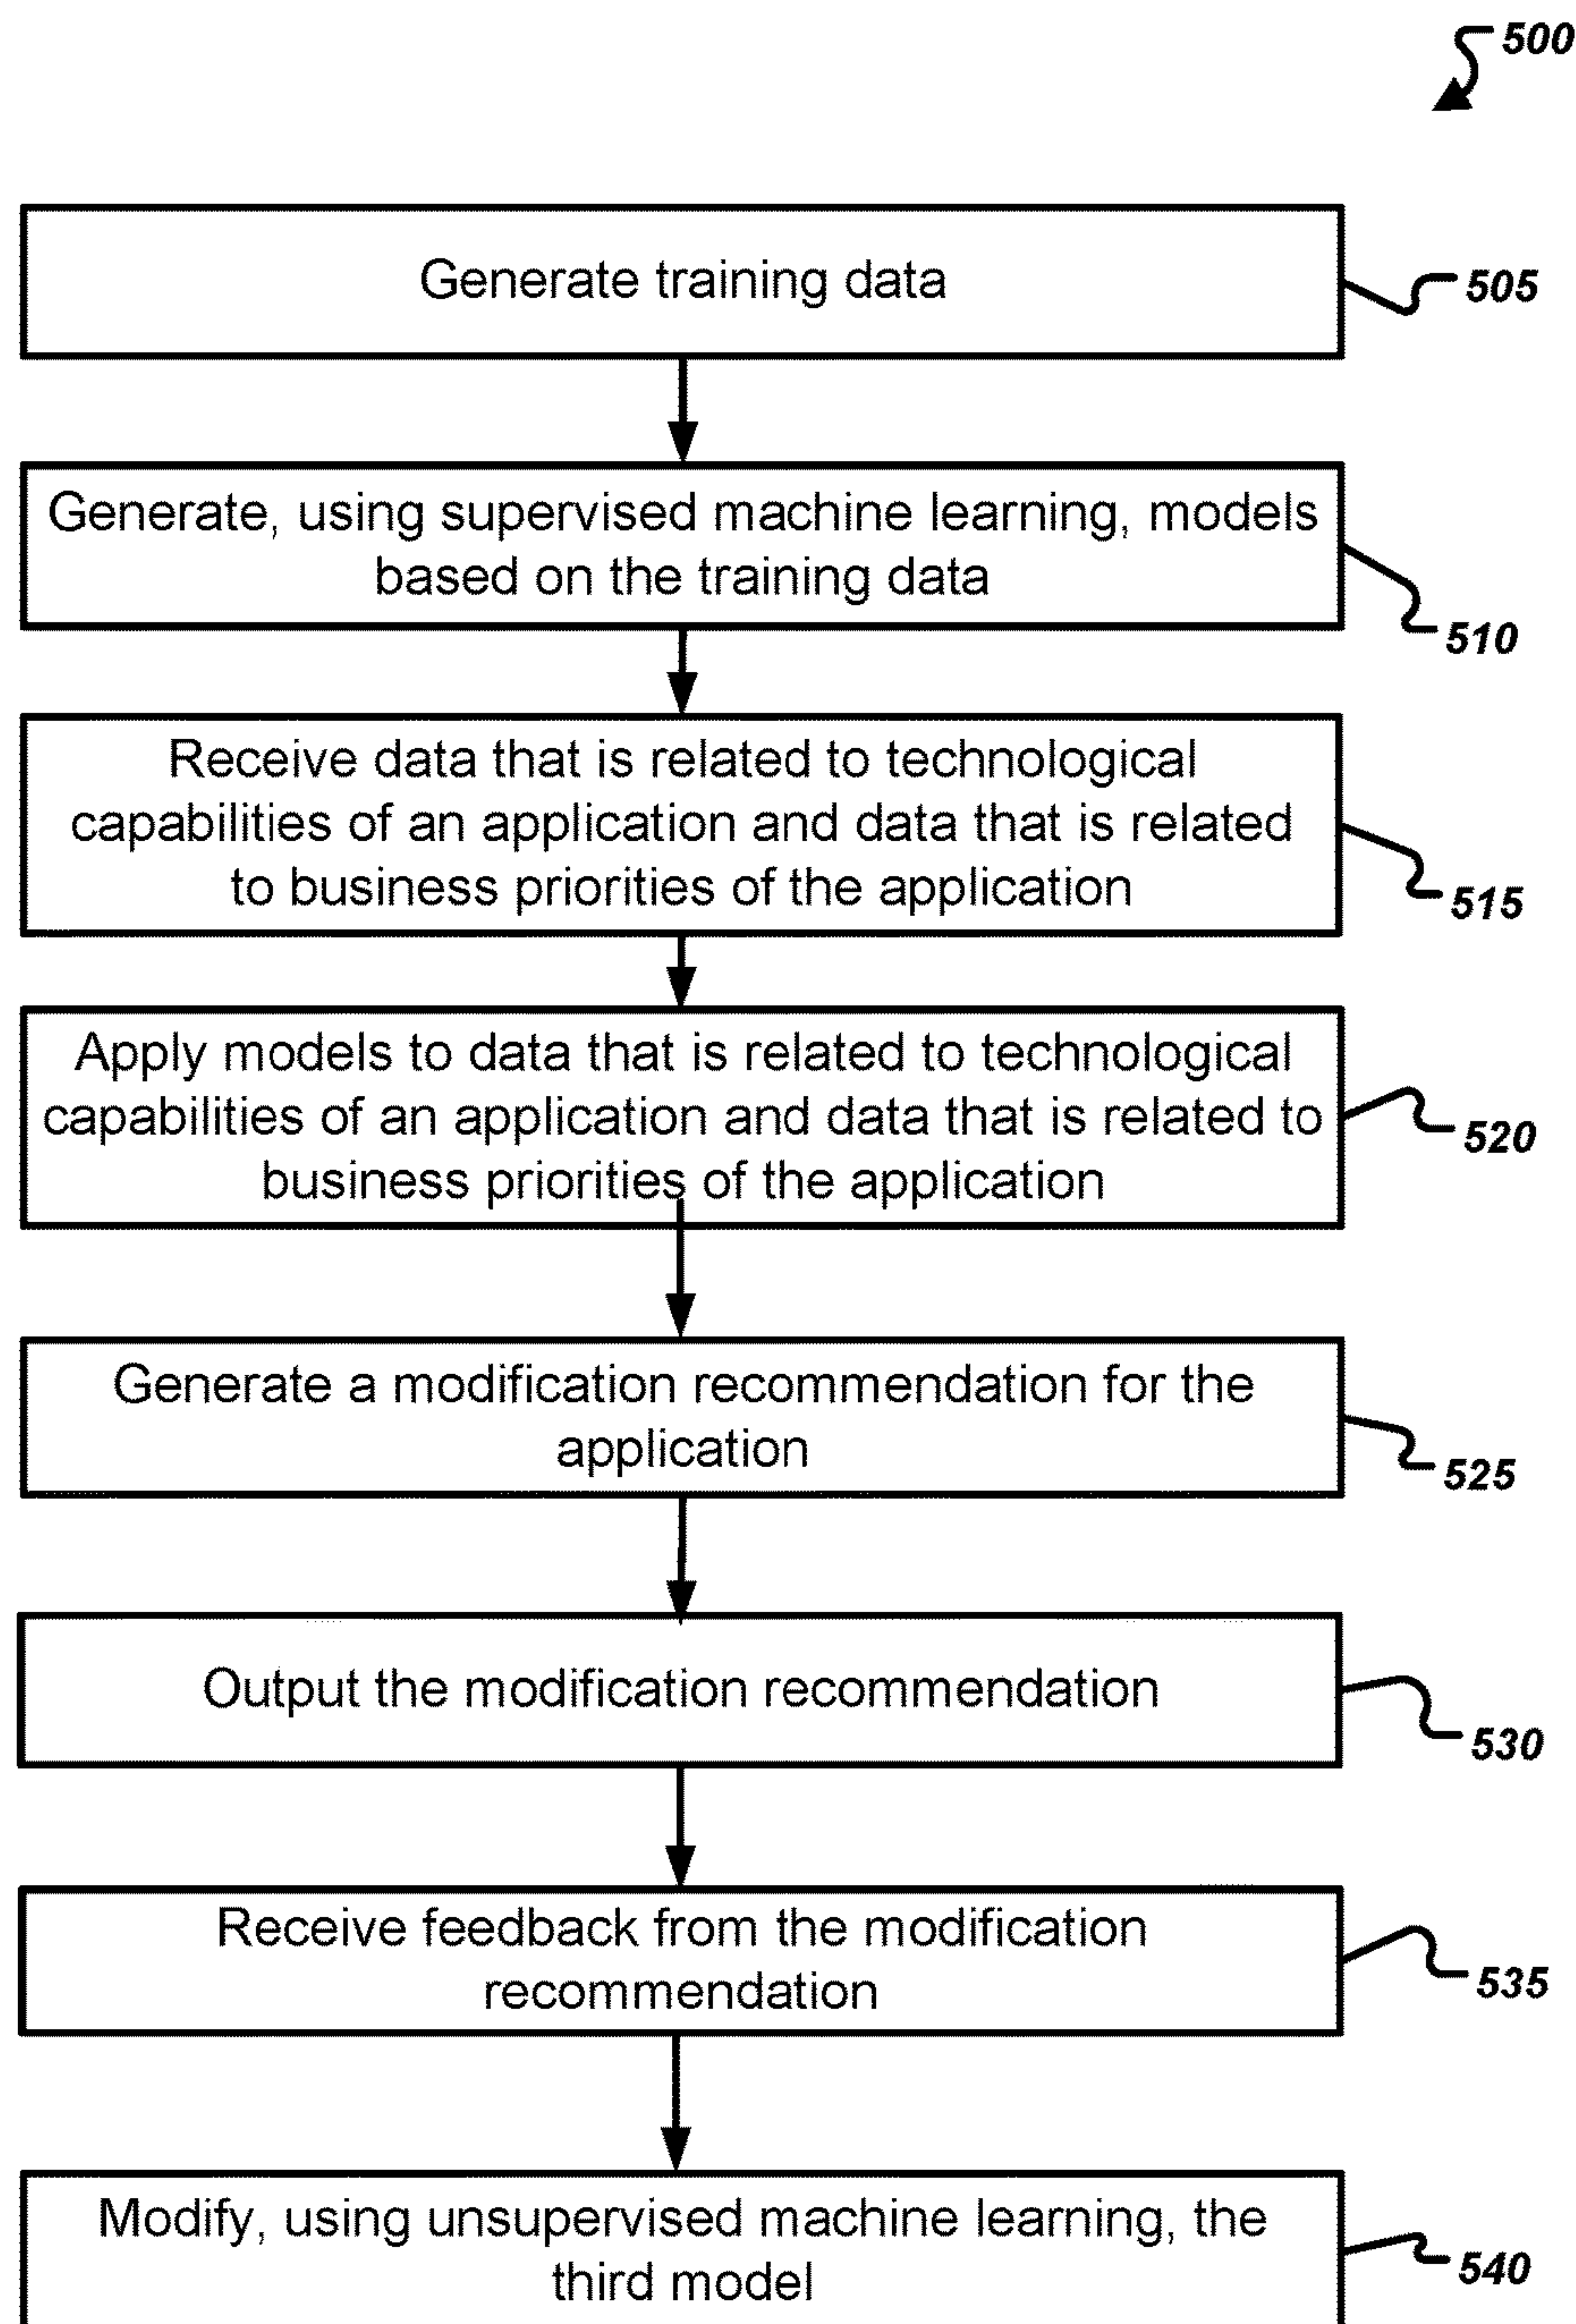 500
Generate training data
505
Generate, using supervised machine learning, models
based on the training data
510
Receive data that is related to technological
capabilities of an application and data that is related
to business priorities of the application
515
Apply models to data that is related to technological
capabilities of an application and data that is related to
business priorities of the application
520
Generate a modification recommendation for the
application
525
Output the modification recommendation
530
Receive feedback from the modification
recommendation
535
Modify, using unsupervised machine learning, the
third model
540